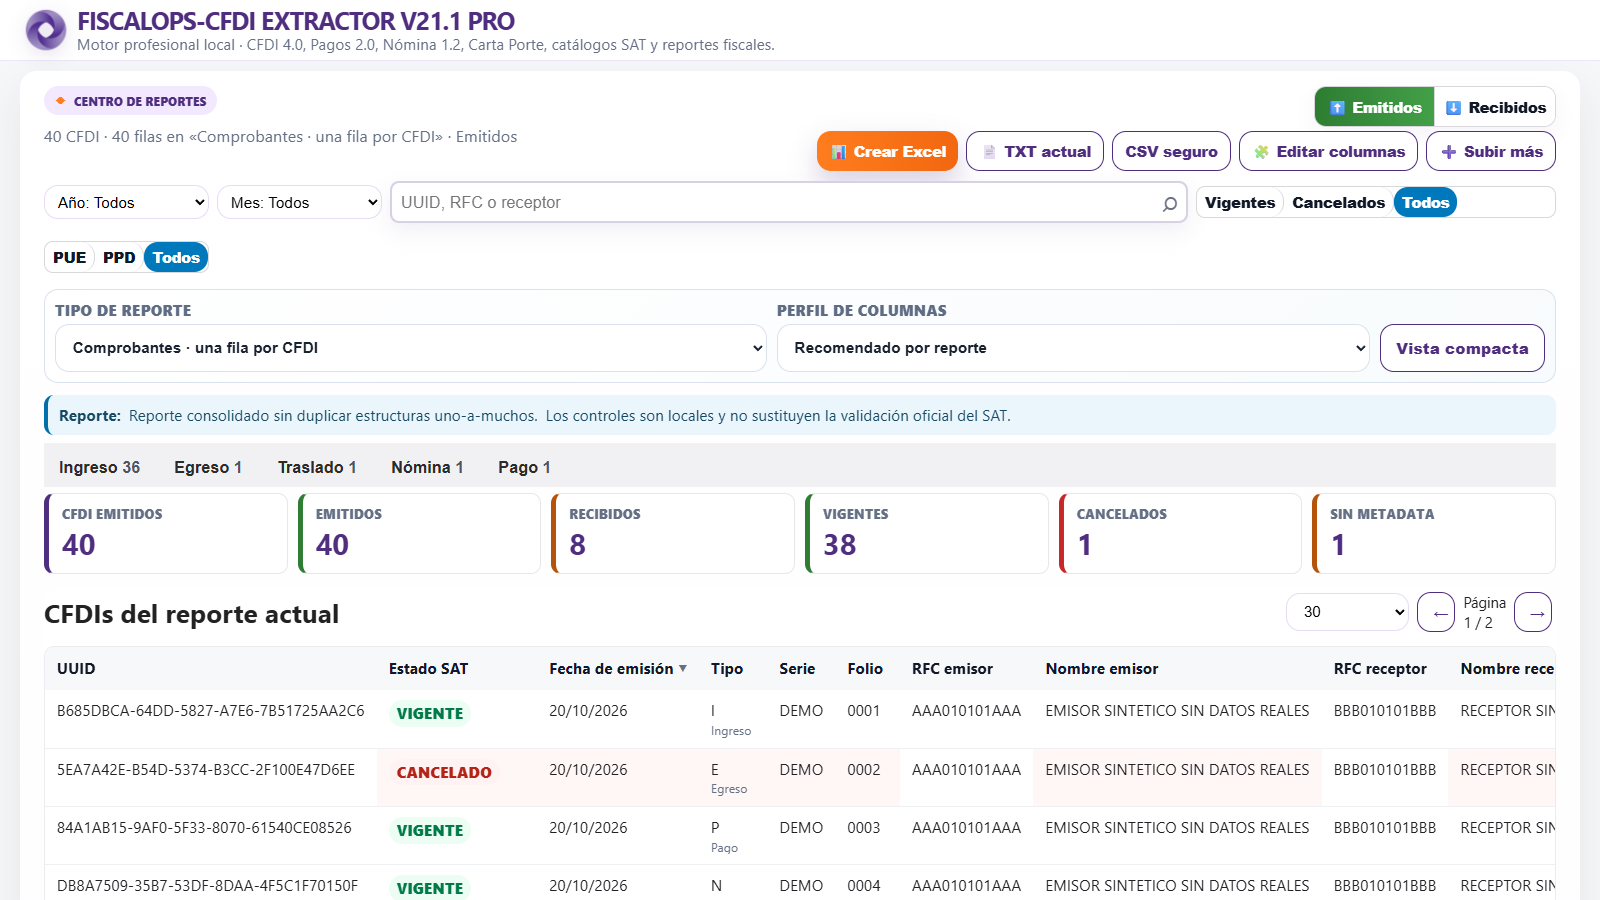 FISCALOPS-CFDI EXTRACTOR V21.1 PRO
Motor profesional local · CFDI 4.0, Pagos 2.0, Nómina 1.2, Carta Porte, catálogos SAT y reportes fiscales.
CENTRO DE REPORTES
Emitidos Recibidos
40 CFDI · 40 filas en «Comprobantes · una fila por CFDI» · Emitidos
Crear Excel TXT actual CSV seguro Editar columnas Subir más
Año: Todos Mes: Todos UUID, RFC o receptor Vigentes Cancelados Todos
PUE PPD Todos
TIPO DE REPORTE PERFIL DE COLUMNAS
Comprobantes · una fila por CFDI Recomendado por reporte Vista compacta
Reporte: Reporte consolidado sin duplicar estructuras uno-a-muchos. Los controles son locales y no sustituyen la validación oficial del SAT.
Ingreso 36 Egreso 1 Traslado 1 Nómina 1 Pago 1
CFDI EMITIDOS EMITIDOS RECIBIDOS VIGENTES CANCELADOS SIN METADATA
40 40 8 38 1 1
CFDIs del reporte actual
30 ← Página 1 / 2 →
UUID Estado SAT Fecha de emisión Tipo Serie Folio RFC emisor Nombre emisor RFC receptor Nombre rece
B685DBCA-64DD-5827-A7E6-7B51725AA2C6 VIGENTE 20/10/2026 I DEMO 0001 AAA010101AAA EMISOR SINTETICO SIN DATOS REALES BBB010101BBB RECEPTOR SIN
Ingreso
5EA7A42E-B54D-5374-B3CC-2F100E47D6EE CANCELADO 20/10/2026 E DEMO 0002 AAA010101AAA EMISOR SINTETICO SIN DATOS REALES BBB010101BBB RECEPTOR SIN
Egreso
84A1AB15-9AF0-5F33-8070-61540CE08526 VIGENTE 20/10/2026 P DEMO 0003 AAA010101AAA EMISOR SINTETICO SIN DATOS REALES BBB010101BBB RECEPTOR SIN
Pago
DB8A7509-35B7-53DF-8DAA-4F5C1F70150F VIGENTE 20/10/2026 N DEMO 0004 AAA010101AAA EMISOR SINTETICO SIN DATOS REALES BBB010101BBB RECEPTOR SIN